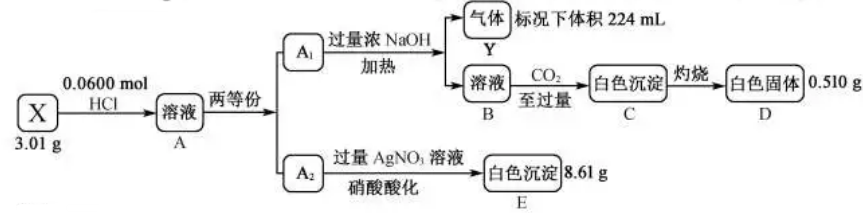 气体 标况下体积 224 mL
Y
A₁ 过量浓 NaOH
加热
0.0600 mol
HCl
X
3.01 g
溶液
A
两等份
溶液
B
CO₂
至过量
白色沉淀
C
灼烧
白色固体 0.510 g
D
A₂ 过量 AgNO₃ 溶液
硝酸酸化
白色沉淀 8.61 g
E